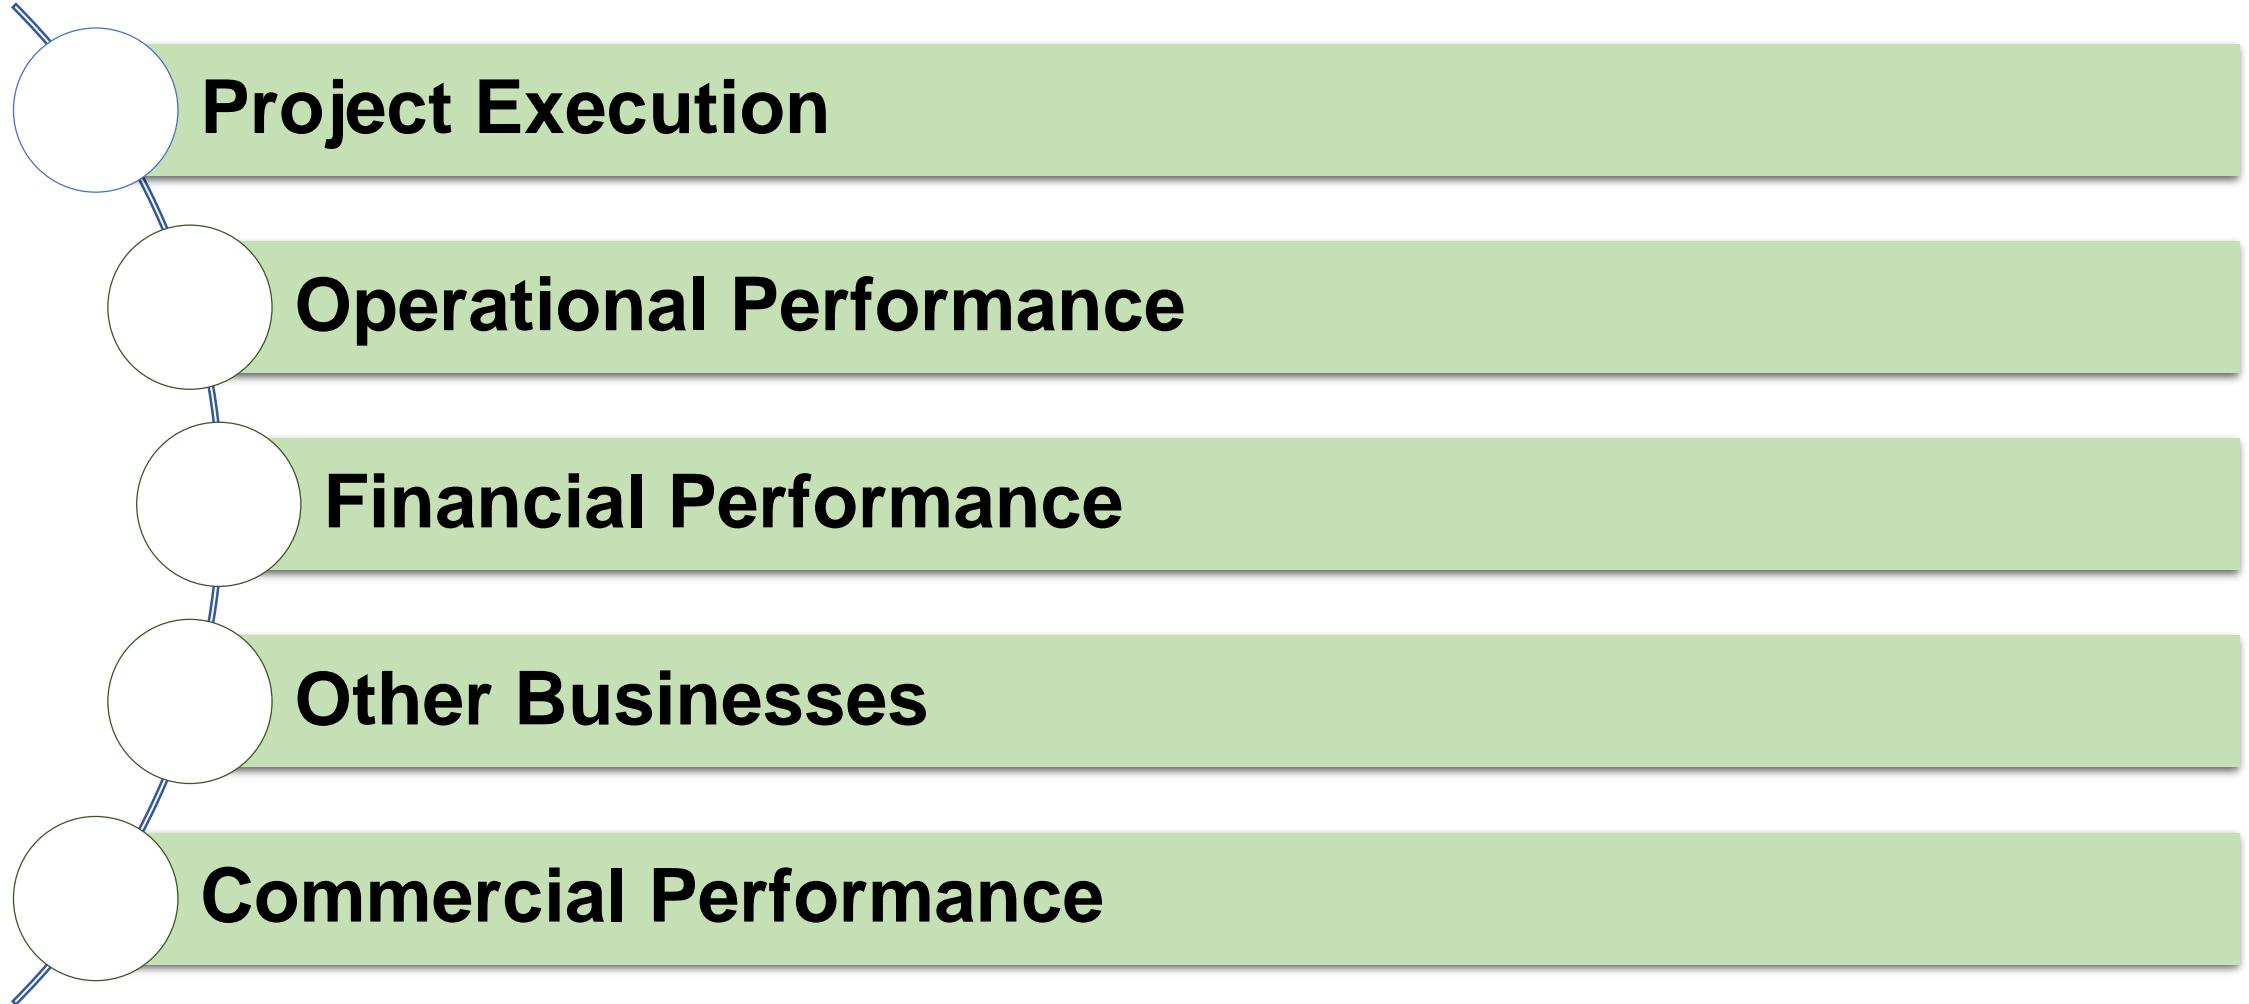 Project Execution
Operational Performance
Financial Performance
Other Businesses
Commercial Performance